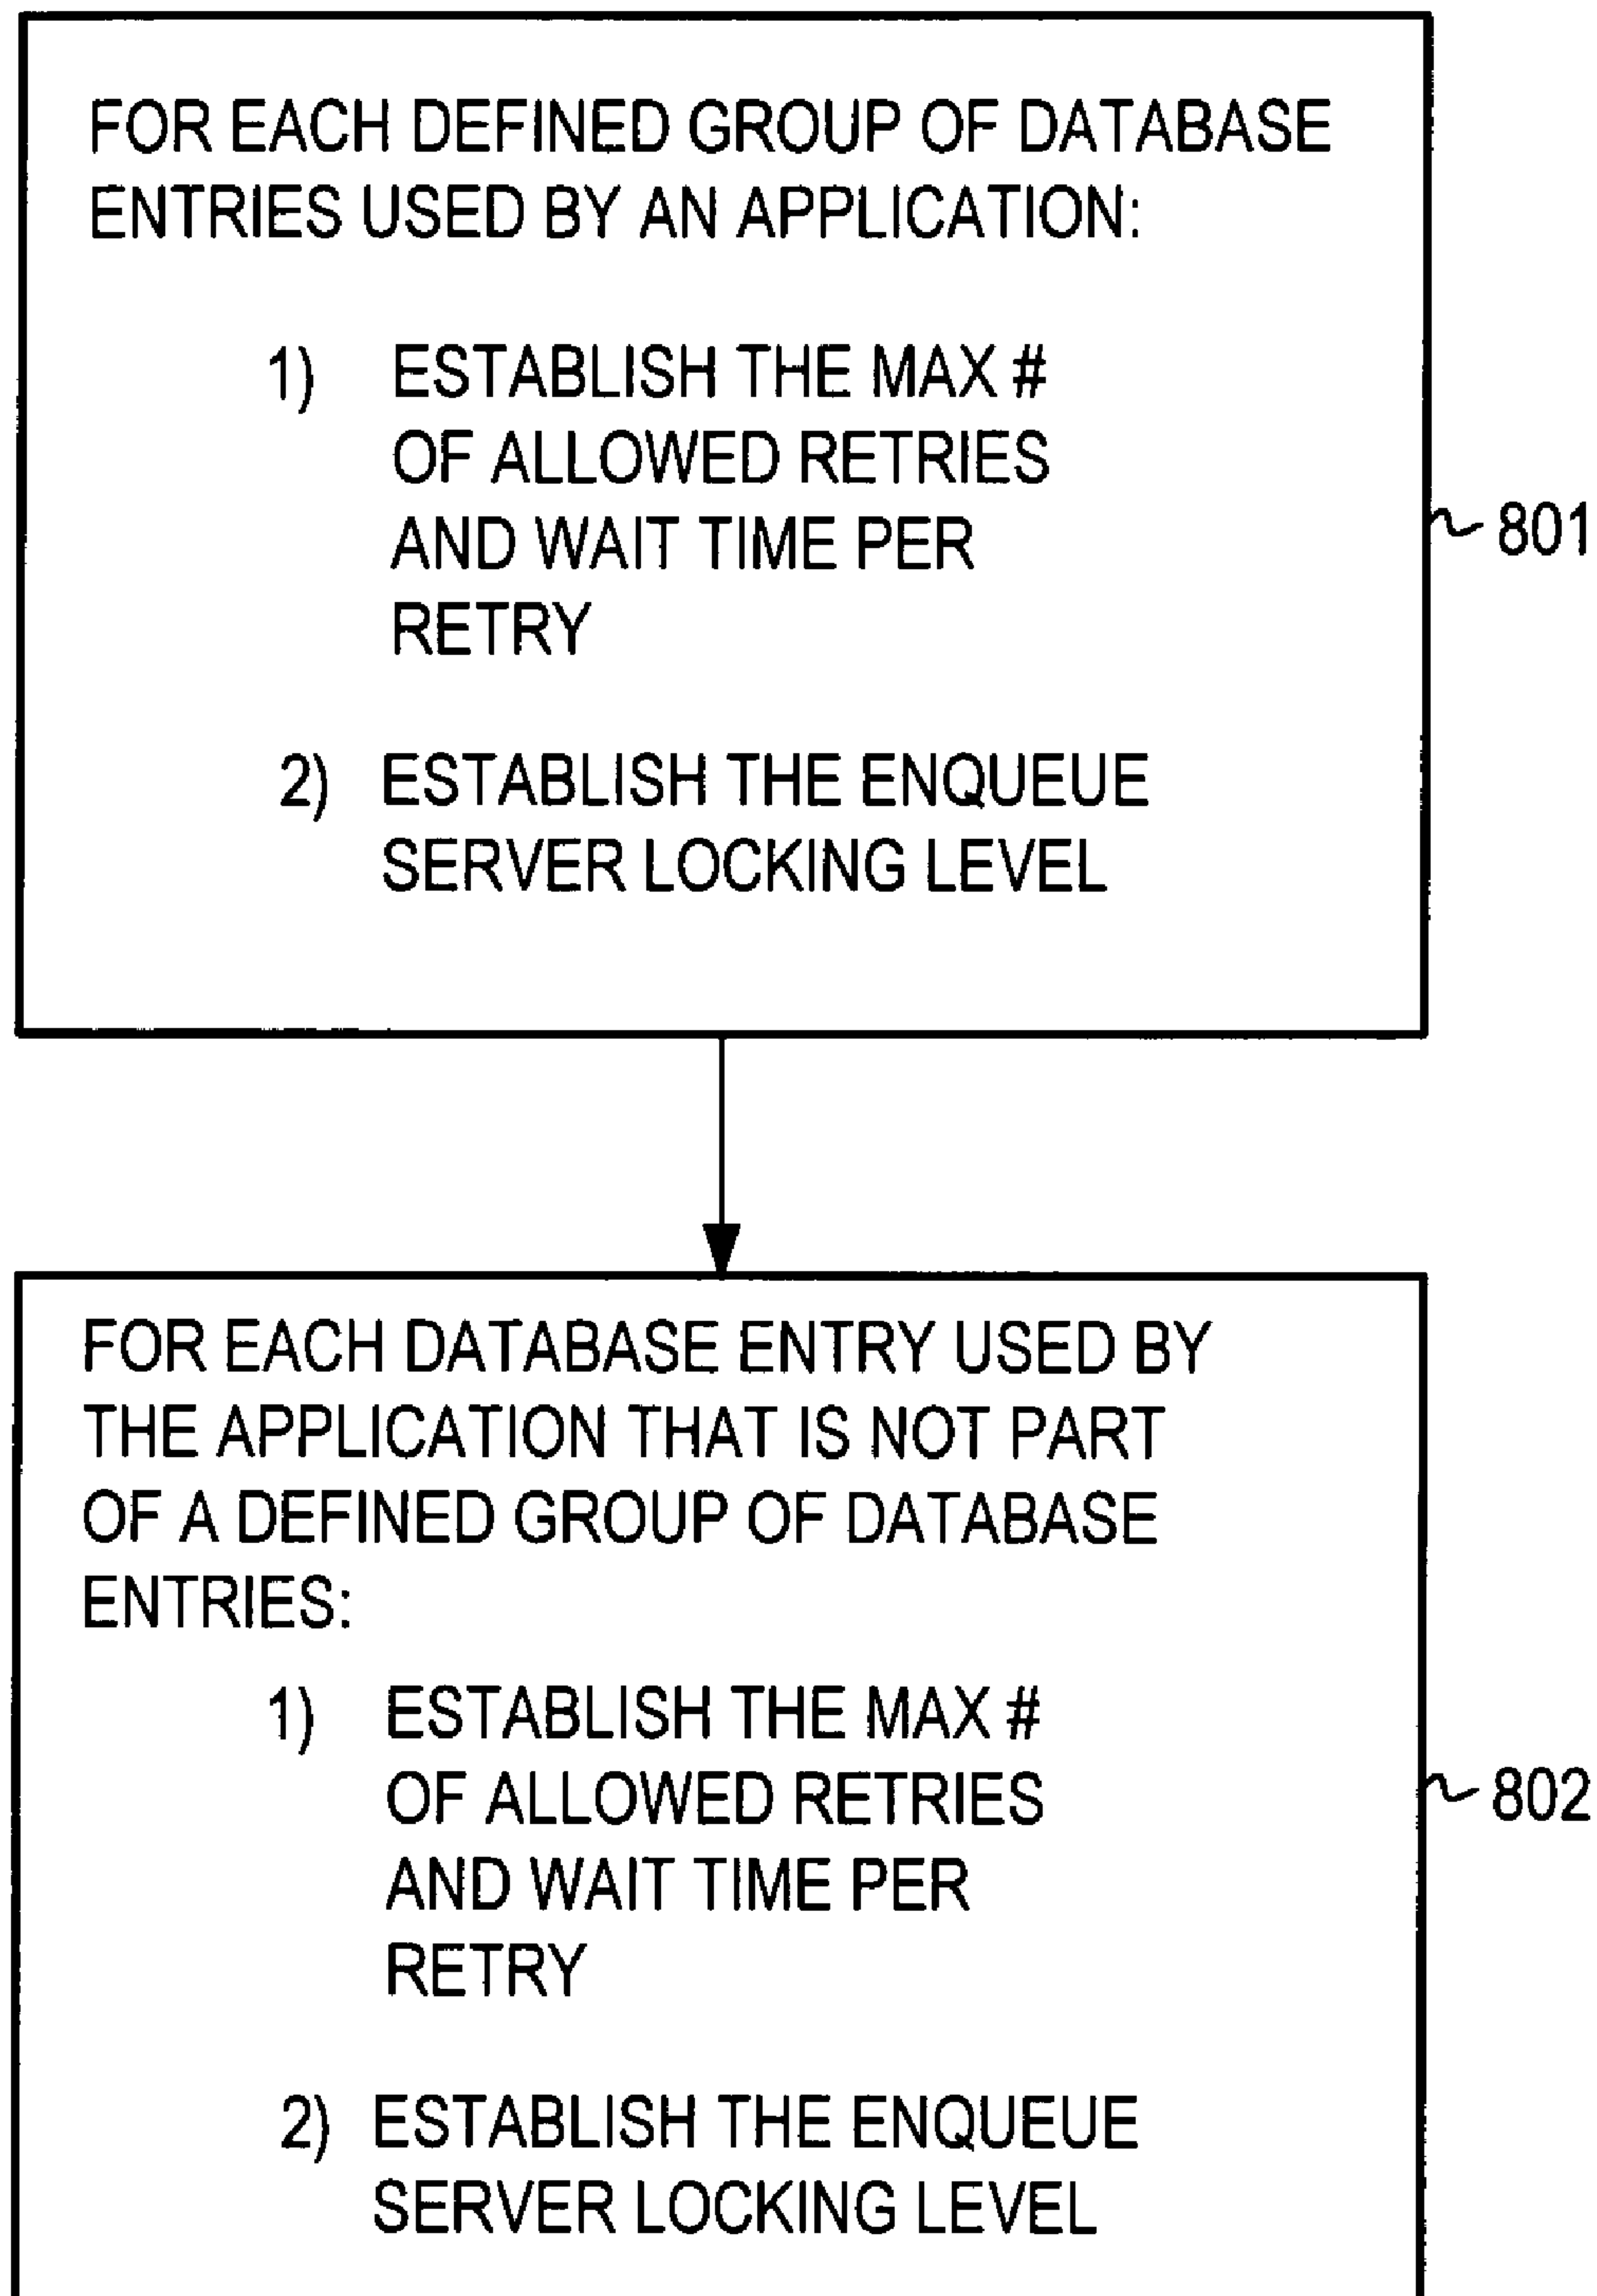 FOR EACH DEFINED GROUP OF DATABASE
ENTRIES USED BY AN APPLICATION:
1) ESTABLISH THE MAX #
OF ALLOWED RETRIES
AND WAIT TIME PER
RETRY
801
2) ESTABLISH THE ENQUEUE
SERVER LOCKING LEVEL
FOR EACH DATABASE ENTRY USED BY
THE APPLICATION THAT IS NOT PART
OF A DEFINED GROUP OF DATABASE
ENTRIES:
1) ESTABLISH THE MAX #
OF ALLOWED RETRIES
AND WAIT TIME PER
RETRY
802
2) ESTABLISH THE ENQUEUE
SERVER LOCKING LEVEL